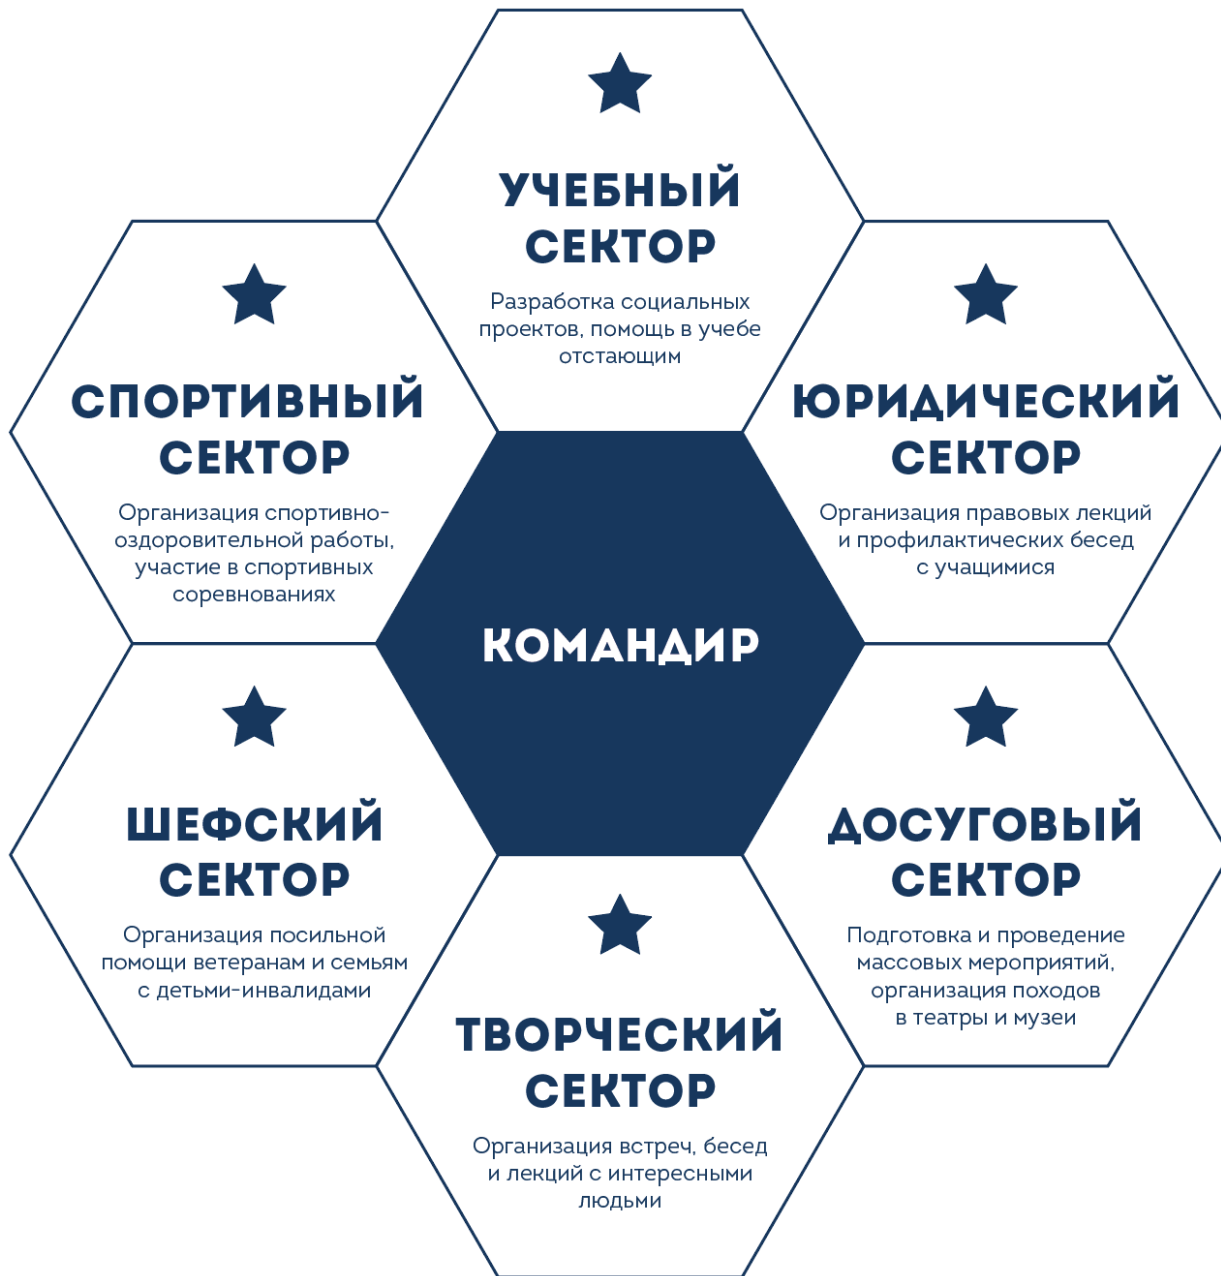 УЧЕБНЫЙ
СЕКТОР
Разработка социальных
проектов, помощь в учебе
отстающим
СПОРТИВНЫЙ
СЕКТОР
Организация спортивно-
оздоровительной работы,
участие в спортивных
соревнованиях
ЮРИДИЧЕСКИЙ
СЕКТОР
Организация правовых лекций
и профилактических бесед
с учащимися
КОМАНДИР
ШЕФСКИЙ
СЕКТОР
Организация посильной
помощи ветеранам и семьям
с детьми-инвалидами
ДОСУГОВЫЙ
СЕКТОР
Подготовка и проведение
массовых мероприятий,
организация походов
в театры и музеи
ТВОРЧЕСКИЙ
СЕКТОР
Организация встреч, бесед
и лекций с интересными
людьми